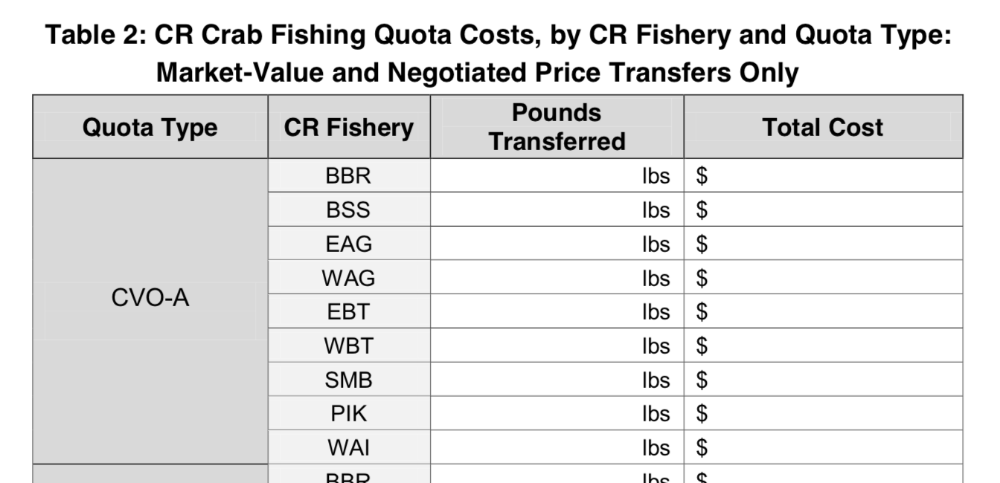 Table 2: CR Crab Fishing Quota Costs, by CR Fishery and Quota Type:
Market-Value and Negotiated Price Transfers Only
Quota Type CR Fishery Pounds Transferred Total Cost
CVO-A
BBR lbs $
BSS lbs $
EAG lbs $
WAG lbs $
EBT lbs $
WBT lbs $
SMB lbs $
PIK lbs $
WAI lbs $
BBR lbs $